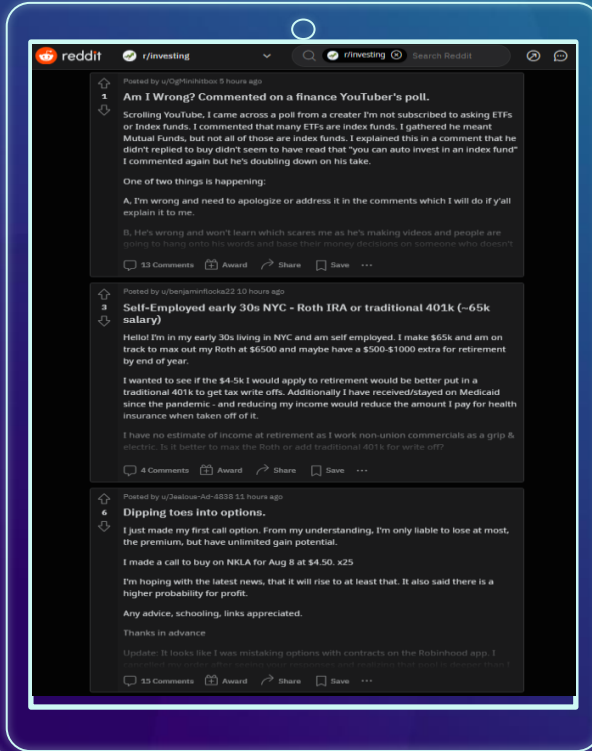 reddit r/investing r/investing Search Reddit
Posted by u/OgMinihitbox 5 hours ago
1
Am I Wrong? Commented on a finance YouTuber's poll.
Scrolling YouTube, I came across a poll from a creater I'm not subscribed to asking ETFs
or Index funds. I commented that many ETFs are index funds. I gathered he meant
Mutual Funds, but not all of those are index funds. I explained this in a comment that he
didn't replied to buy didn't seem to have read that "you can auto invest in an index fund"
I commented again but he's doubling down on his take.
One of two things is happening:
A, I'm wrong and need to apologize or address it in the comments which I will do if y'all
explain it to me.
B, He's wrong and won't learn which scares me as he's making videos and people are
going to hang onto his words and base their money decisions on someone who doesn't
13 Comments Award Share Save ...
Posted by u/benjaminflocka22 10 hours ago
3
Self-Employed early 30s NYC - Roth IRA or traditional 401k (~65k
salary)
Hello! I'm in my early 30s living in NYC and am self employed. I make $65k and am on
track to max out my Roth at $6500 and maybe have a $500-$1000 extra for retirement
by end of year.
I wanted to see if the $4-5k I would apply to retirement would be better put in a
traditional 401k to get tax write offs. Additionally I have received/stayed on Medicaid
since the pandemic - and reducing my income would reduce the amount I pay for health
insurance when taken off of it.
I have no estimate of income at retirement as I work non-union commercials as a grip &
electric. Is it better to max the Roth or add traditional 401k for write off?
4 Comments Award Share Save ...
Posted by u/Jealous-Ad-4838 11 hours ago
6
Dipping toes into options.
I just made my first call option. From my understanding, I'm only liable to lose at most,
the premium, but have unlimited gain potential.
I made a call to buy on NKLA for Aug 8 at $4.50. x25
I'm hoping with the latest news, that it will rise to at least that. It also said there is a
higher probability for profit.
Any advice, schooling, links appreciated.
Thanks in advance
Update: It looks like I was mistaking options with contracts on the Robinhood app. I
15 Comments Award Share Save ...